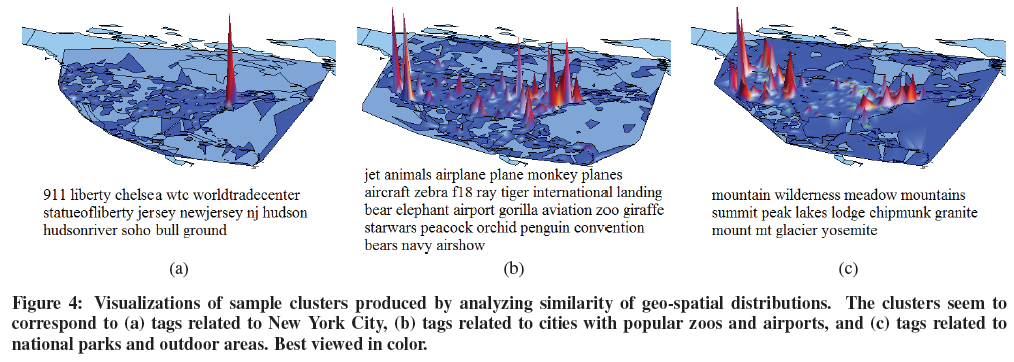 911 liberty chelsea wtc worldtradecenter
statueofliberty jersey newjersey nj hudson
hudsonriver soho bull ground
(a)
jet animals airplane plane monkey planes
aircraft zebra f18 ray tiger international landing
bear elephant airport gorilla aviation zoo giraffe
starwars peacock orchid penguin convention
bears navy airshow
(b)
mountain wilderness meadow mountains
summit peak lakes lodge chipmunk granite
mount mt glacier yosemite
(c)
Figure 4: Visualizations of sample clusters produced by analyzing similarity of geo-spatial distributions. The clusters seem to
correspond to (a) tags related to New York City, (b) tags related to cities with popular zoos and airports, and (c) tags related to
national parks and outdoor areas. Best viewed in color.